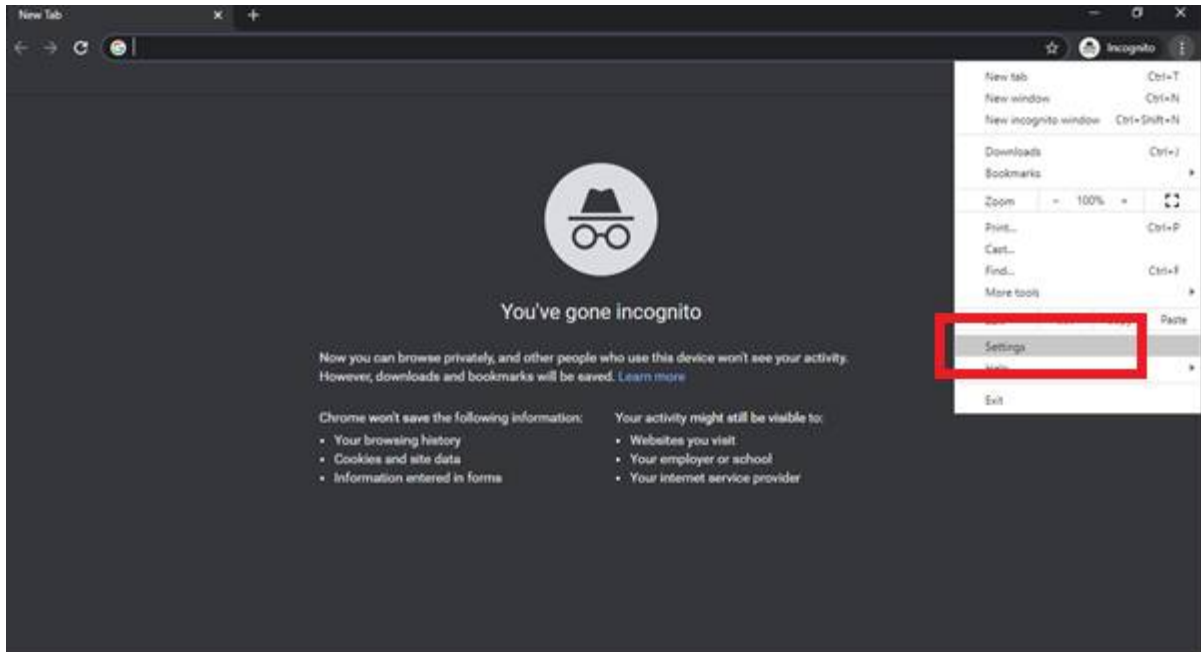 New Tab
Incognito
New tab Ctrl+T
New window Ctrl+N
New incognito window Ctrl+Shift+N
Downloads Ctrl+J
Bookmarks
Zoom - 100% +
Print... Ctrl+P
Cast...
Find... Ctrl+F
More tools
Paste
Settings
Exit
You've gone incognito
Now you can browse privately, and other people who use this device won't see your activity.
However, downloads and bookmarks will be saved. Learn more
Chrome won't save the following information:
• Your browsing history
• Cookies and site data
• Information entered in forms
Your activity might still be visible to:
• Websites you visit
• Your employer or school
• Your internet service provider